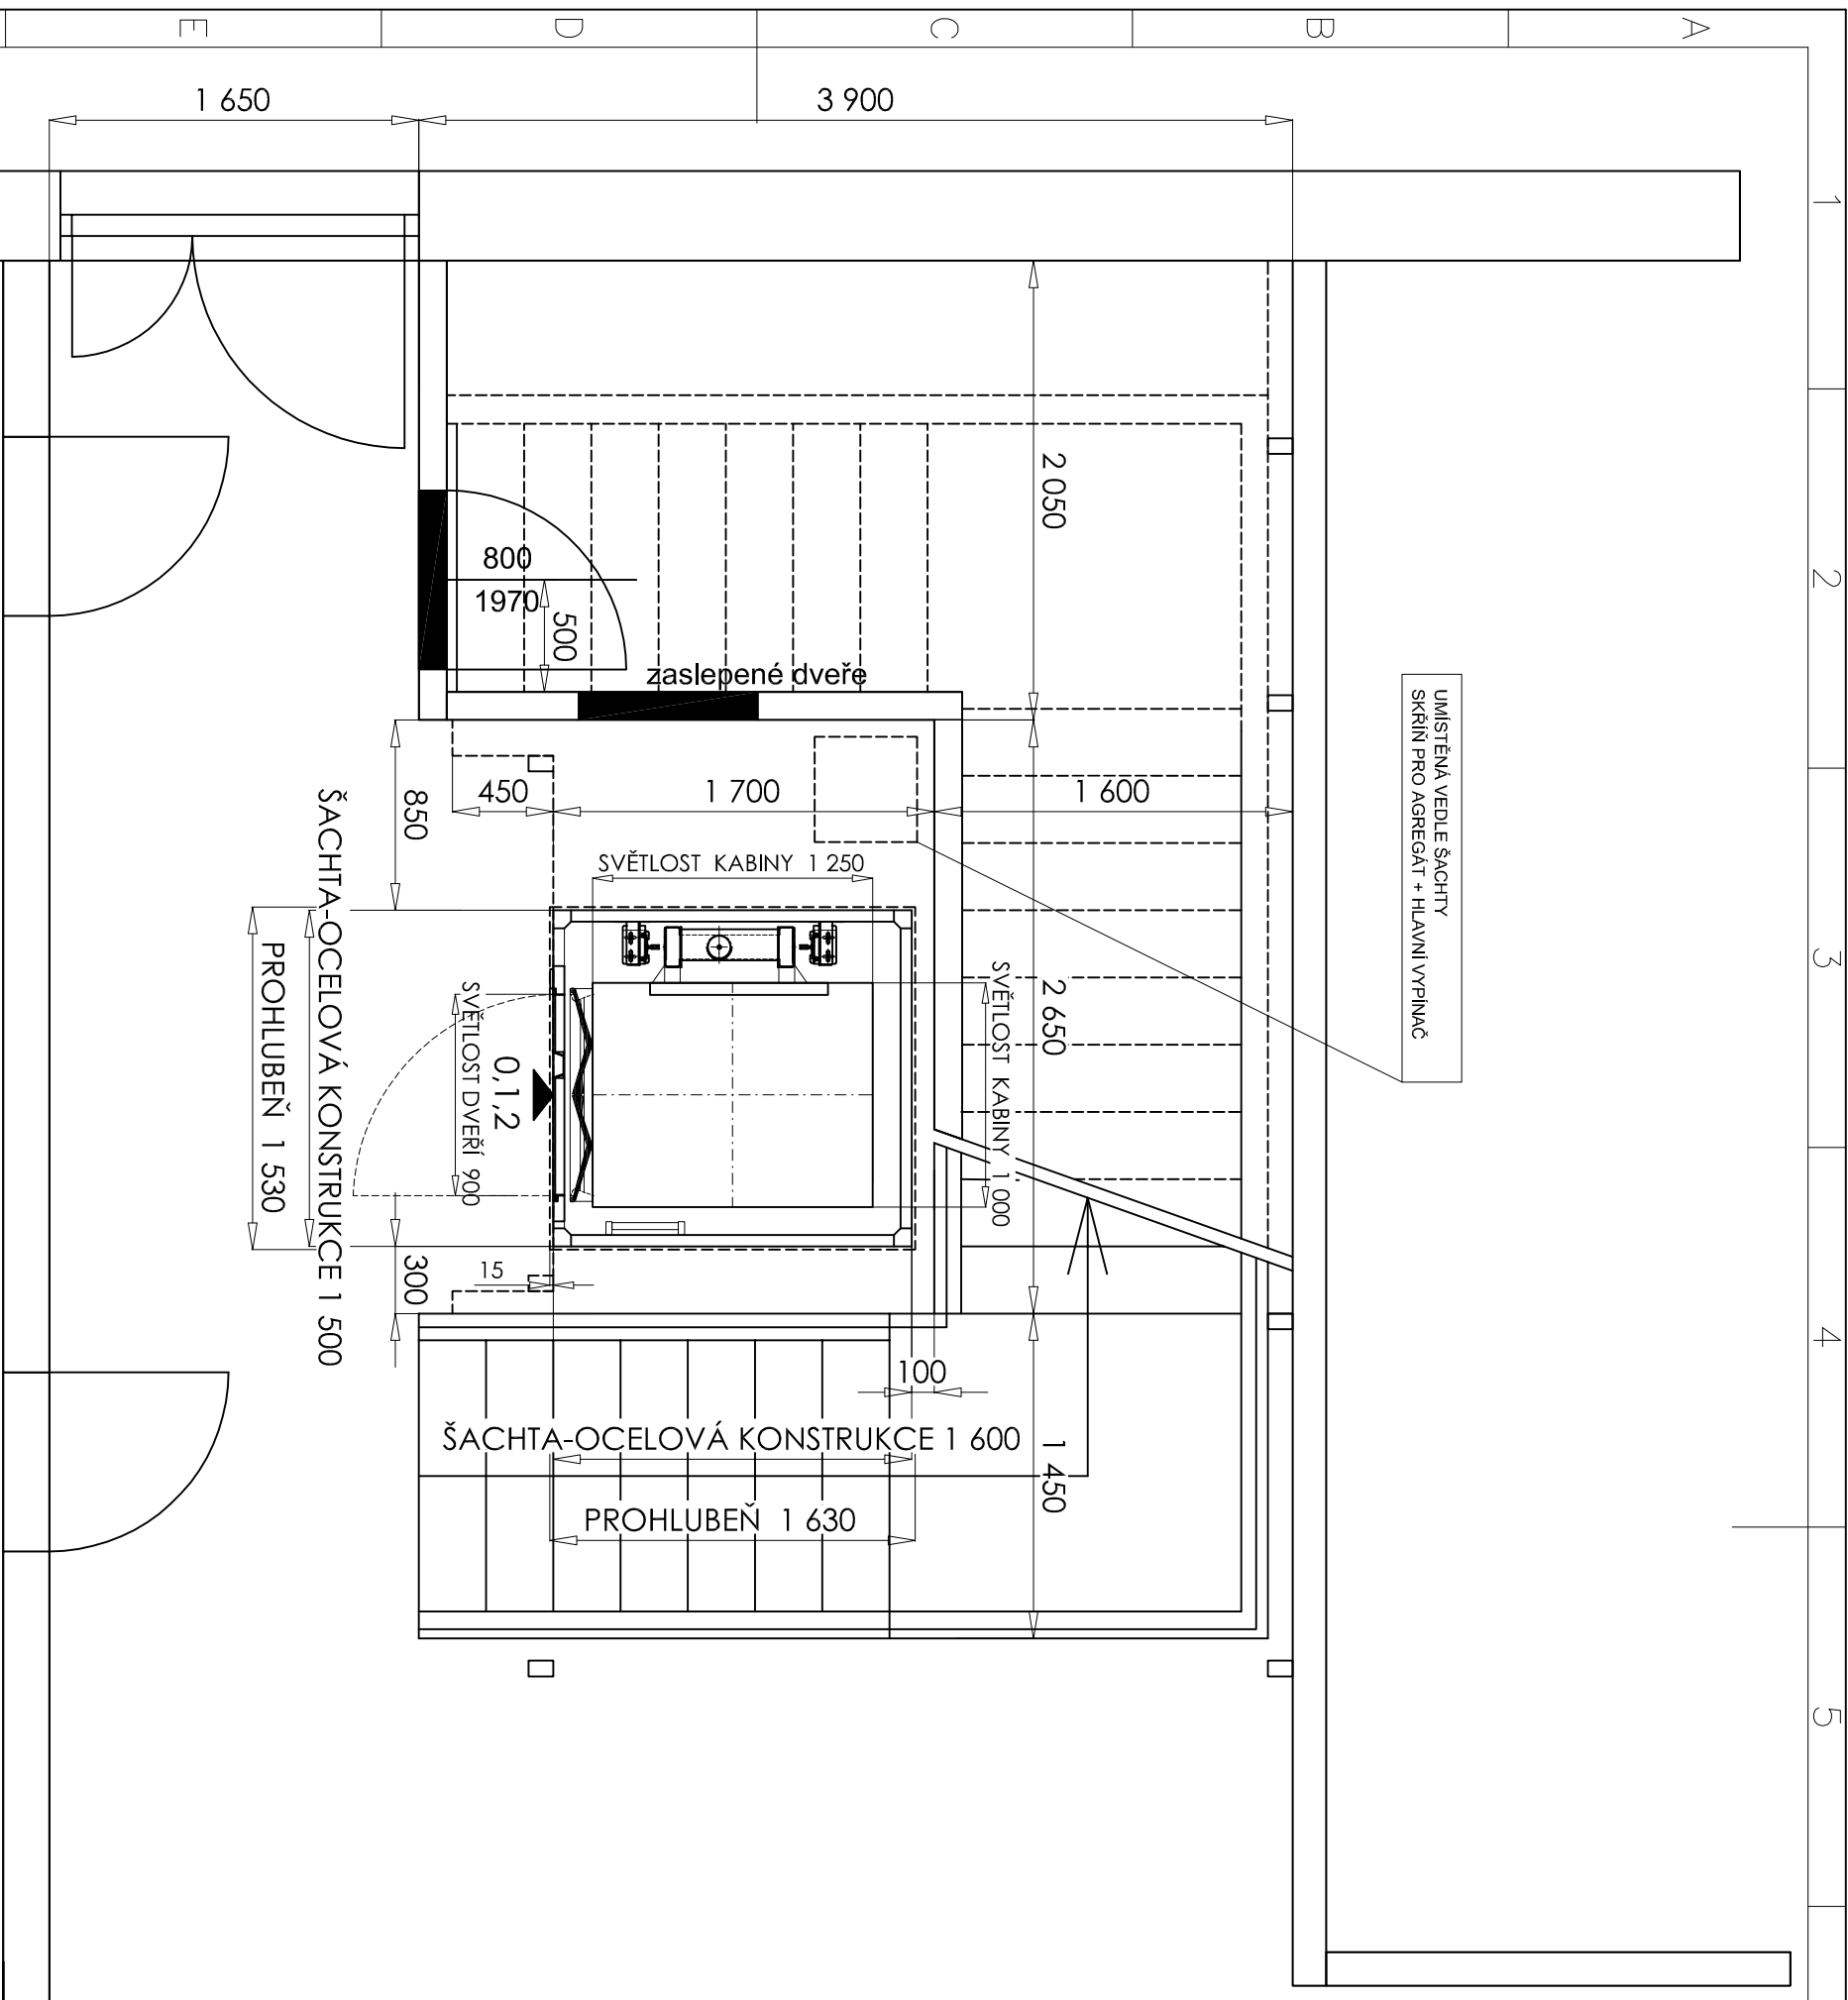 E
D
C
B
A
1
2
3
4
5
1 650
3 900
2 050
800
1970
500
zaslepené dveře
UMÍSTĚNÁ VEDLE ŠACHTY
SKŘÍŇ PRO AGREGÁT + HLAVNÍ VYPÍNAČ
450
1 700
1 600
850
SVĚTLOST KABINY 1 250
SVĚTLOST KABINY 1 000
2 650
SVĚTLOST DVEŘÍ 900
0,1,2
ŠACHTA-OCELOVÁ KONSTRUKCE 1 500
PROHLUBEŇ 1 530
300
15
100
ŠACHTA-OCELOVÁ KONSTRUKCE 1 600
1 450
PROHLUBEŇ 1 630